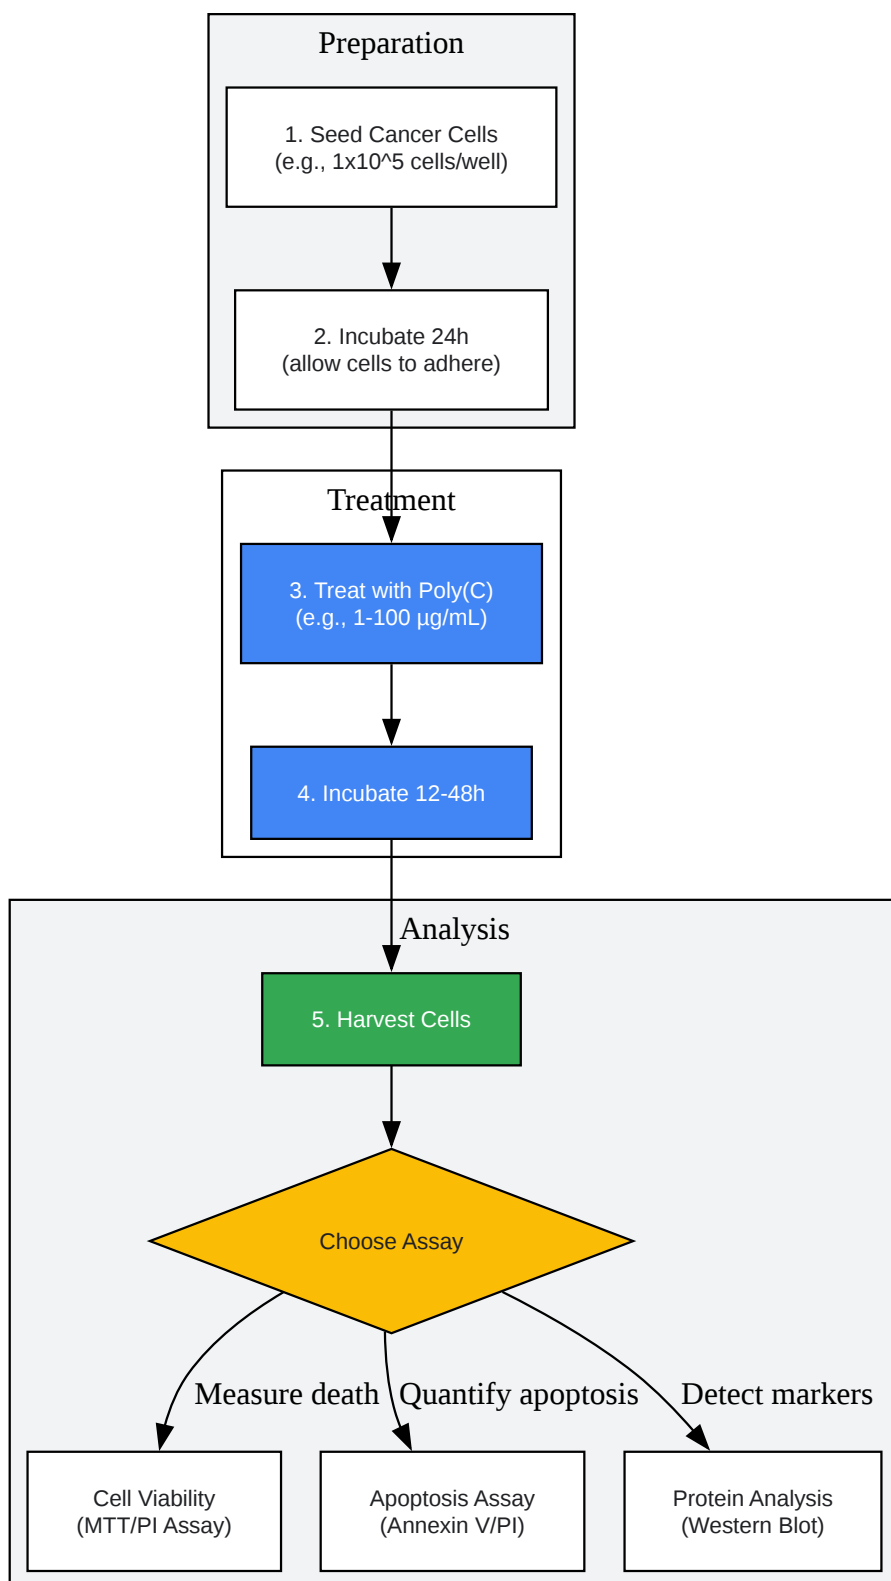 Preparation
1. Seed Cancer Cells
(e.g., 1x10^5 cells/well)
2. Incubate 24h
(allow cells to adhere)
Treatment
3. Treat with Poly(C)
(e.g., 1-100 µg/mL)
4. Incubate 12-48h
Analysis
5. Harvest Cells
Choose Assay
Measure death
Quantify apoptosis
Detect markers
Cell Viability
(MTT/PI Assay)
Apoptosis Assay
(Annexin V/PI)
Protein Analysis
(Western Blot)